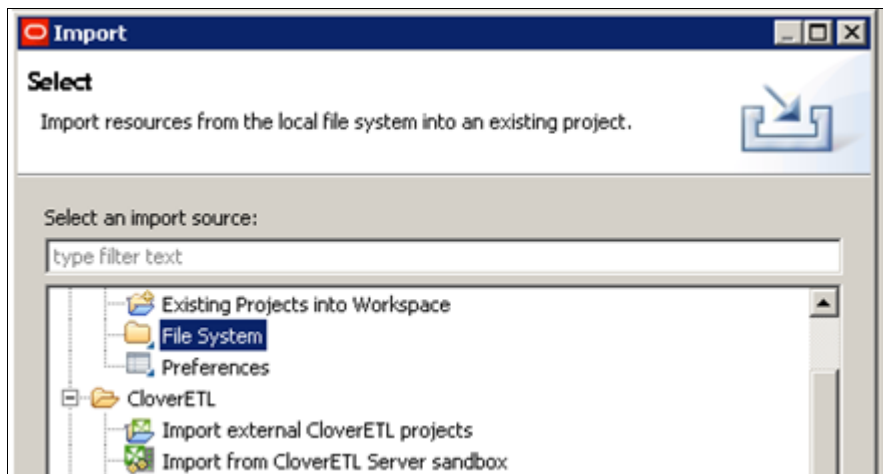 Import
Select
Import resources from the local file system into an existing project.
Select an import source:
type filter text
Existing Projects into Workspace
File System
Preferences
CloverETL
Import external CloverETL projects
Import from CloverETL Server sandbox